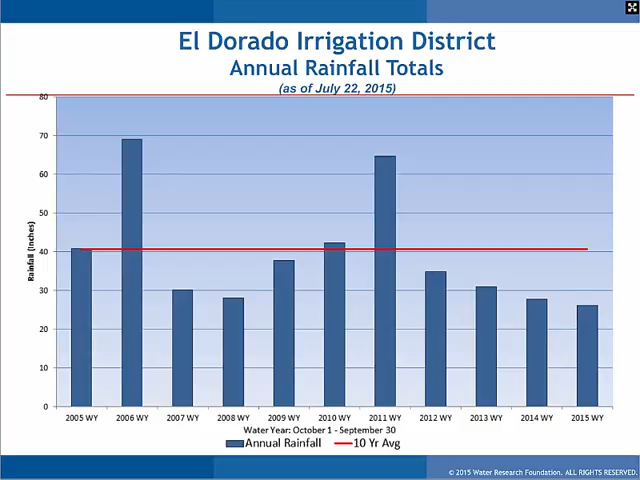 El Dorado Irrigation District
Annual Rainfall Totals
(as of July 22, 2015)
80
70
60
50
40
30
20
10
0
Rainfall (Inches)
2005 WY 2006 WY 2007 WY 2008 WY 2009 WY 2010 WY 2011 WY 2012 WY 2013 WY 2014 WY 2015 WY
Water Year: October 1 - September 30
Annual Rainfall 10 Yr Avg
© 2015 Water Research Foundation. ALL RIGHTS RESERVED.